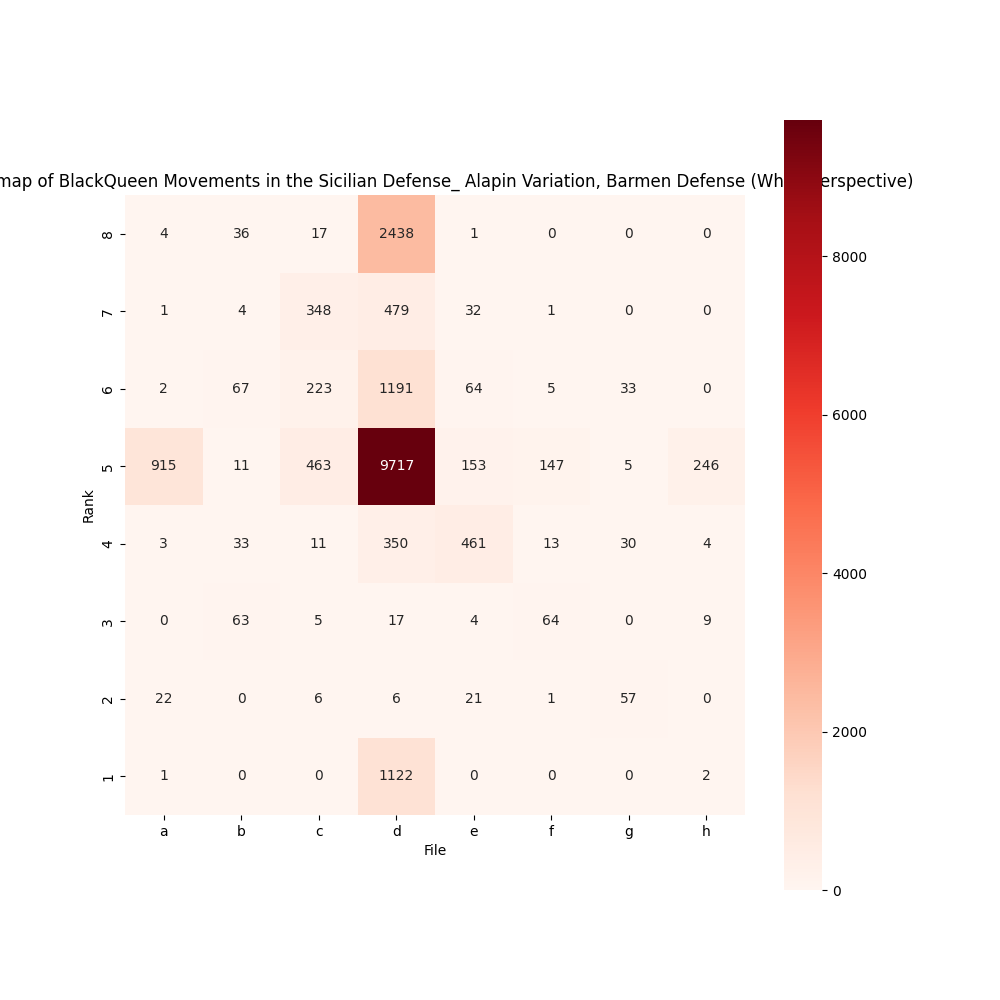 map of BlackQueen Movements in the Sicilian Defense_ Alapin Variation, Barmen Defense (Wh erspective)
8 4 36 17 2438 1 0 0 0
7 1 4 348 479 32 1 0 0
6 2 67 223 1191 64 5 33 0
5 915 11 463 9717 153 147 5 246
4 3 33 11 350 461 13 30 4
3 0 63 5 17 4 64 0 9
2 22 0 6 6 21 1 57 0
1 1 0 0 1122 0 0 0 2
a b c d e f g h
File
Rank
8000
6000
4000
2000
0